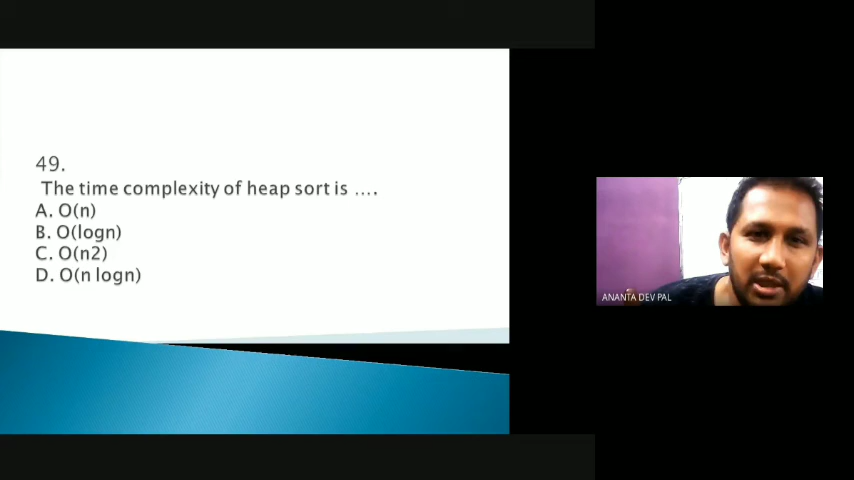 49.
The time complexity of heap sort is ....
A. O(n)
B. O(logn)
C. O(n2)
D. O(n logn)
ANANTA DEV PAL